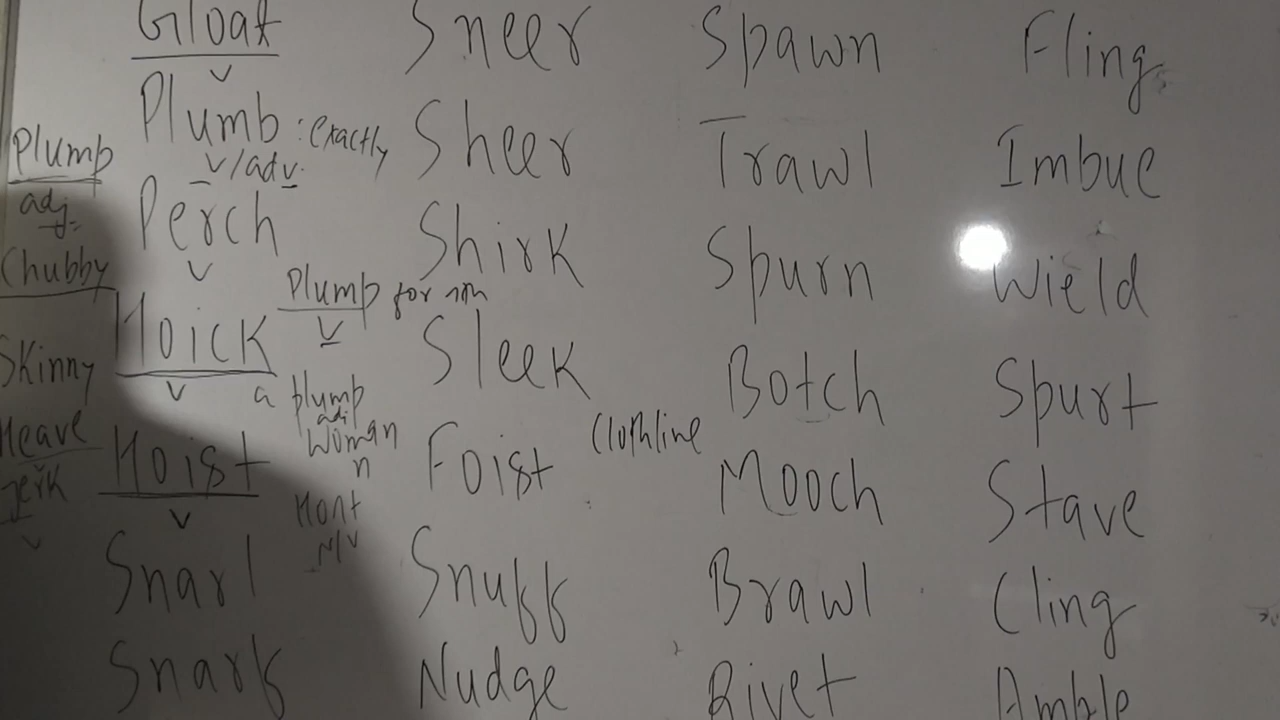 Gloat
v
Plumb : exactly
v/adv.
Plump
adj.
Chubby
Perch
v
Plump for
v
Hoick
v
Skinny
a plump
adj
woman
n
Heave
Jerk
v
Hoist
v
N/V
Snarl
Snarf
Sneer
Sheer
Shirk
Sleek
Foist
Clothline
Snuff
Nudge
Spawn
Trawl
Spurn
Botch
Mooch
Brawl
Rivet
Fling
Imbue
Wield
Spurt
Stave
Cling
Amble